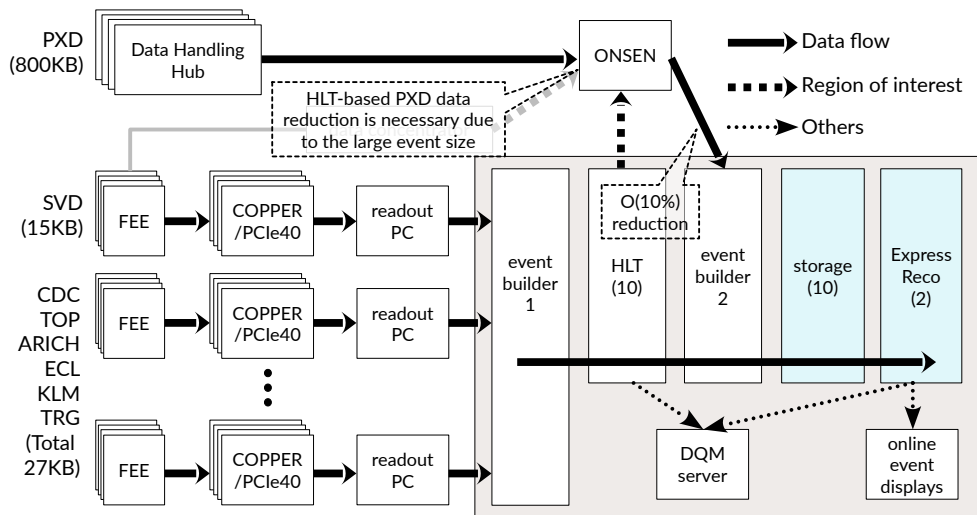 PXD
(800KB)
Data Handling
Hub
ONSEN
Data flow
Region of interest
Others
HLT-based PXD data
reduction is necessary due
to the large event size
data concentrator
SVD
(15KB)
FEE
COPPER
/PCIe40
readout
PC
O(10%)
reduction
event
builder
1
HLT
(10)
event
builder
2
storage
(10)
Express
Reco
(2)
CDC
TOP
ARICH
ECL
KLM
TRG
(Total
27KB)
FEE
COPPER
/PCIe40
readout
PC
FEE
COPPER
/PCIe40
readout
PC
DQM
server
online
event
displays